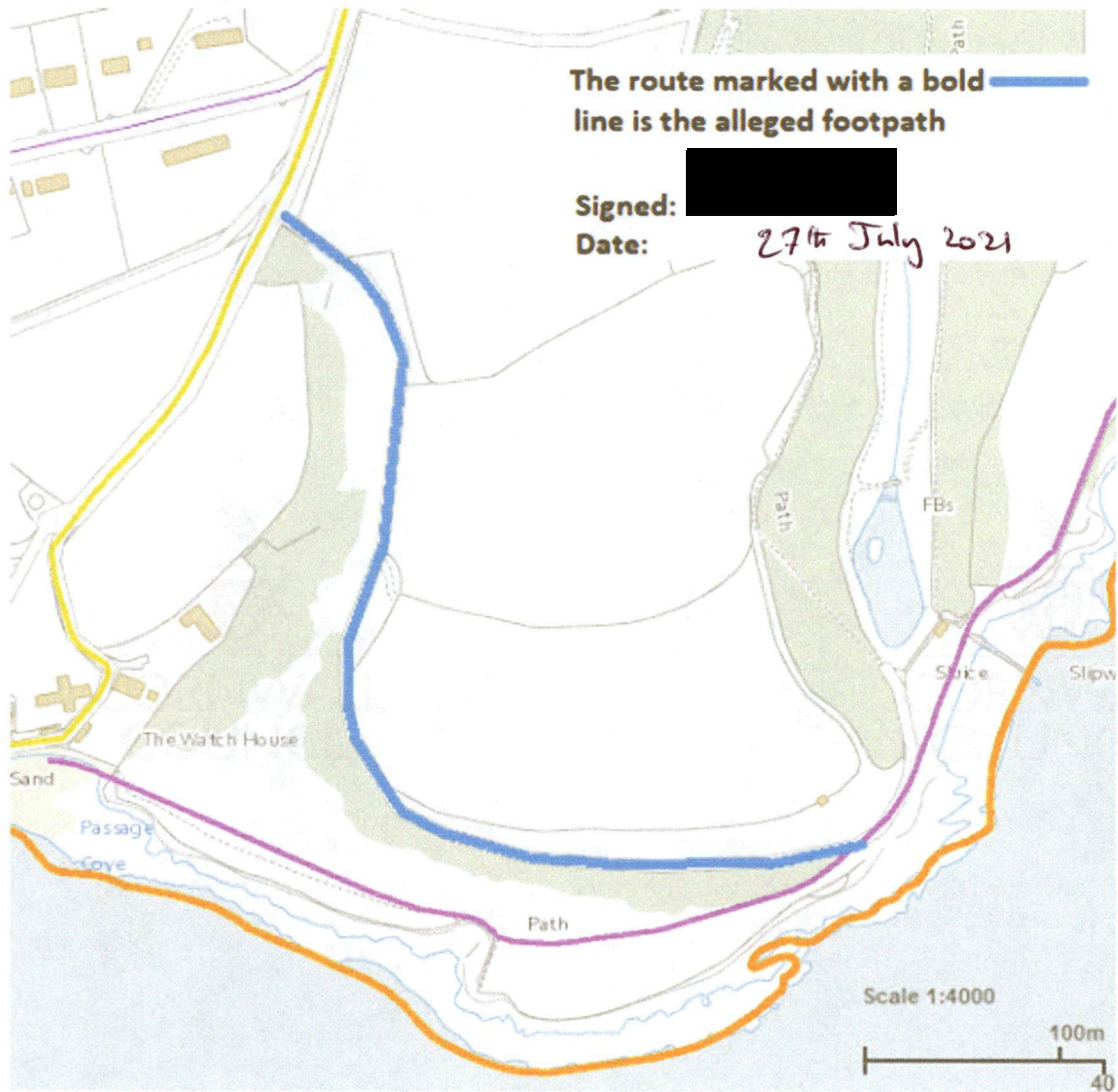 Path
ath
The route marked with a bold
line is the alleged footpath
Signed:
Date: 27th July 2021
Path
FBs
Sluice
Slipw
The Watch House
Sand
Passage
Cove
Path
Scale 1:4000
100m
40